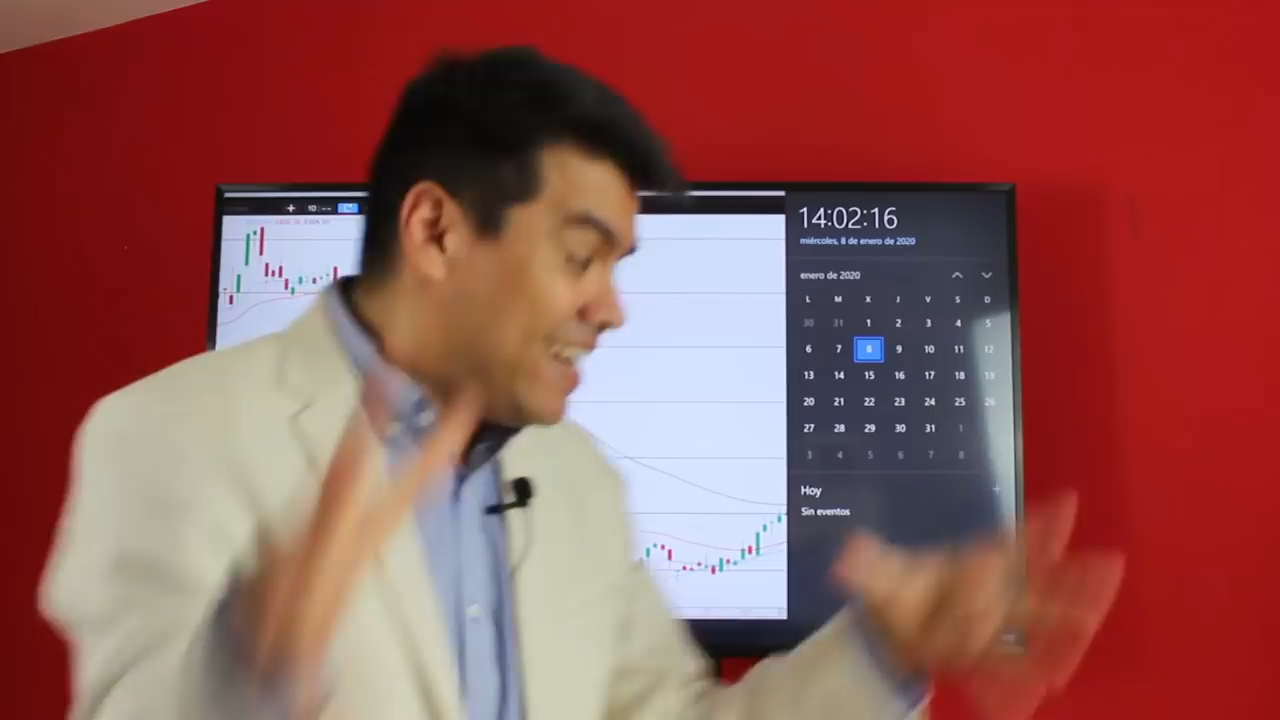 1D
14:02:16
miércoles, 8 de enero de 2020
enero de 2020
L M X J V S D
30 31 1 2 3 4 5
6 7 8 9 10 11 12
13 14 15 16 17 18 19
20 21 22 23 24 25 26
27 28 29 30 31 1
3 4 5 6 7 8
Hoy +
Sin eventos